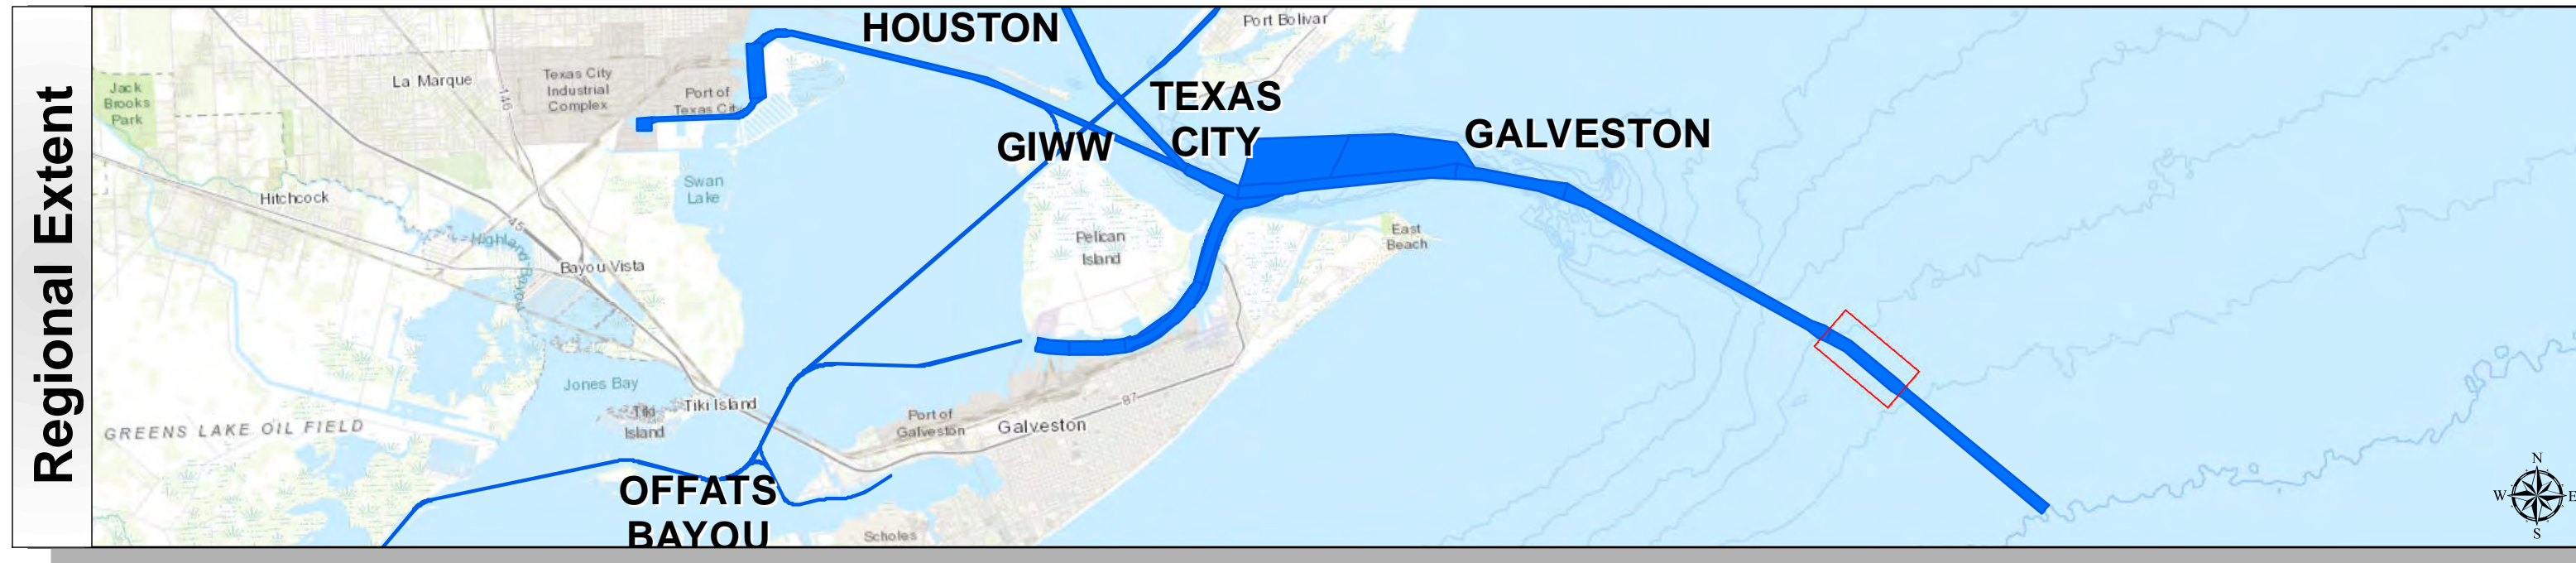 Regional Extent
HOUSTON
Port Bolivar
La Marque
Texas City
Industrial
Complex
146
Jack
Brooks
Park
Port of
Texas City
TEXAS
CITY
GALVESTON
GIWW
Swan
Lake
Hitchcock
45
Highland Bayou
Bayou Vista
Pelican
Island
East
Beach
Jones Bay
Tiki
Island
Tiki Island
GREENS LAKE OIL FIELD
Port of
Galveston
Galveston
87
OFFATS
BAYOU
Scholes
N
W
E
S